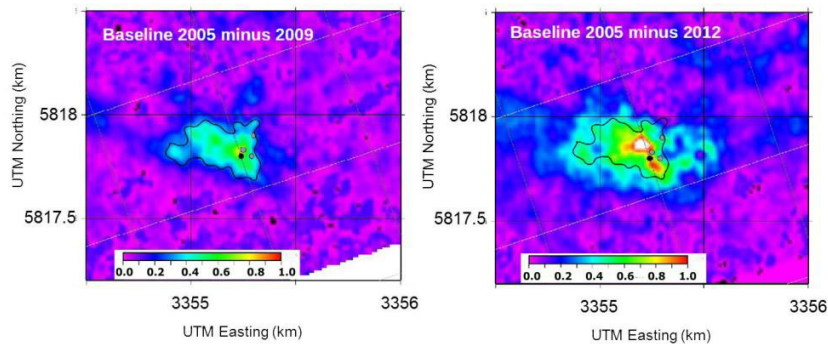 Baseline 2005 minus 2009
UTM Northing (km)
5818
5817.5
0.0 0.2 0.4 0.6 0.8 1.0
3355 3356
UTM Easting (km)
Baseline 2005 minus 2012
UTM Northing (km)
5818
5817.5
0.0 0.2 0.4 0.6 0.8 1.0
3355 3356
UTM Easting (km)